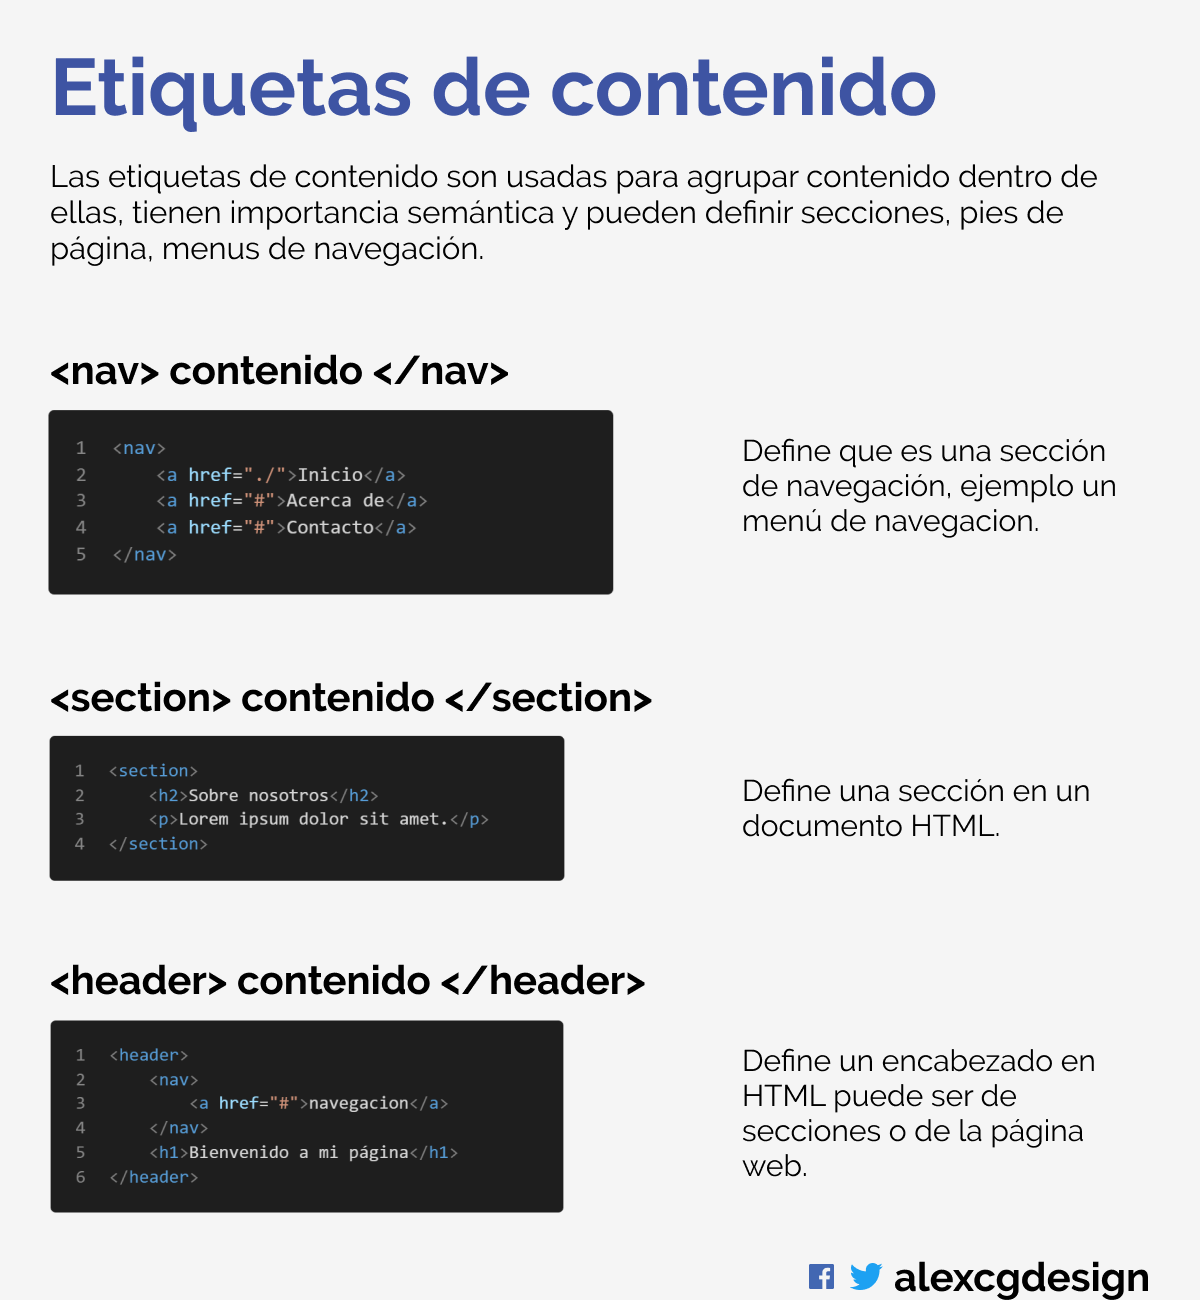 Etiquetas de contenido
Las etiquetas de contenido son usadas para agrupar contenido dentro de
ellas, tienen importancia semántica y pueden definir secciones, pies de
página, menus de navegación.
<nav> contenido </nav>
1 <nav>
2     <a href="./">Inicio</a>
3     <a href="#">Acerca de</a>
4     <a href="#">Contacto</a>
5 </nav>
Define que es una sección
de navegación, ejemplo un
menú de navegacion.
<section> contenido </section>
1 <section>
2     <h2>Sobre nosotros</h2>
3     <p>Lorem ipsum dolor sit amet.</p>
4 </section>
Define una sección en un
documento HTML.
<header> contenido </header>
1 <header>
2     <nav>
3         <a href="#">navegacion</a>
4     </nav>
5     <h1>Bienvenido a mi página</h1>
6 </header>
Define un encabezado en
HTML puede ser de
secciones o de la página
web.
alexcgdesign